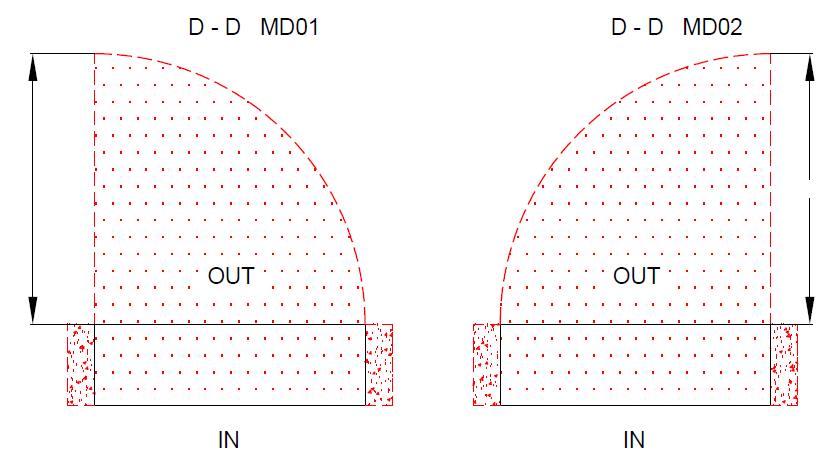 D - D MD01
D - D MD02
OUT
OUT
IN
IN